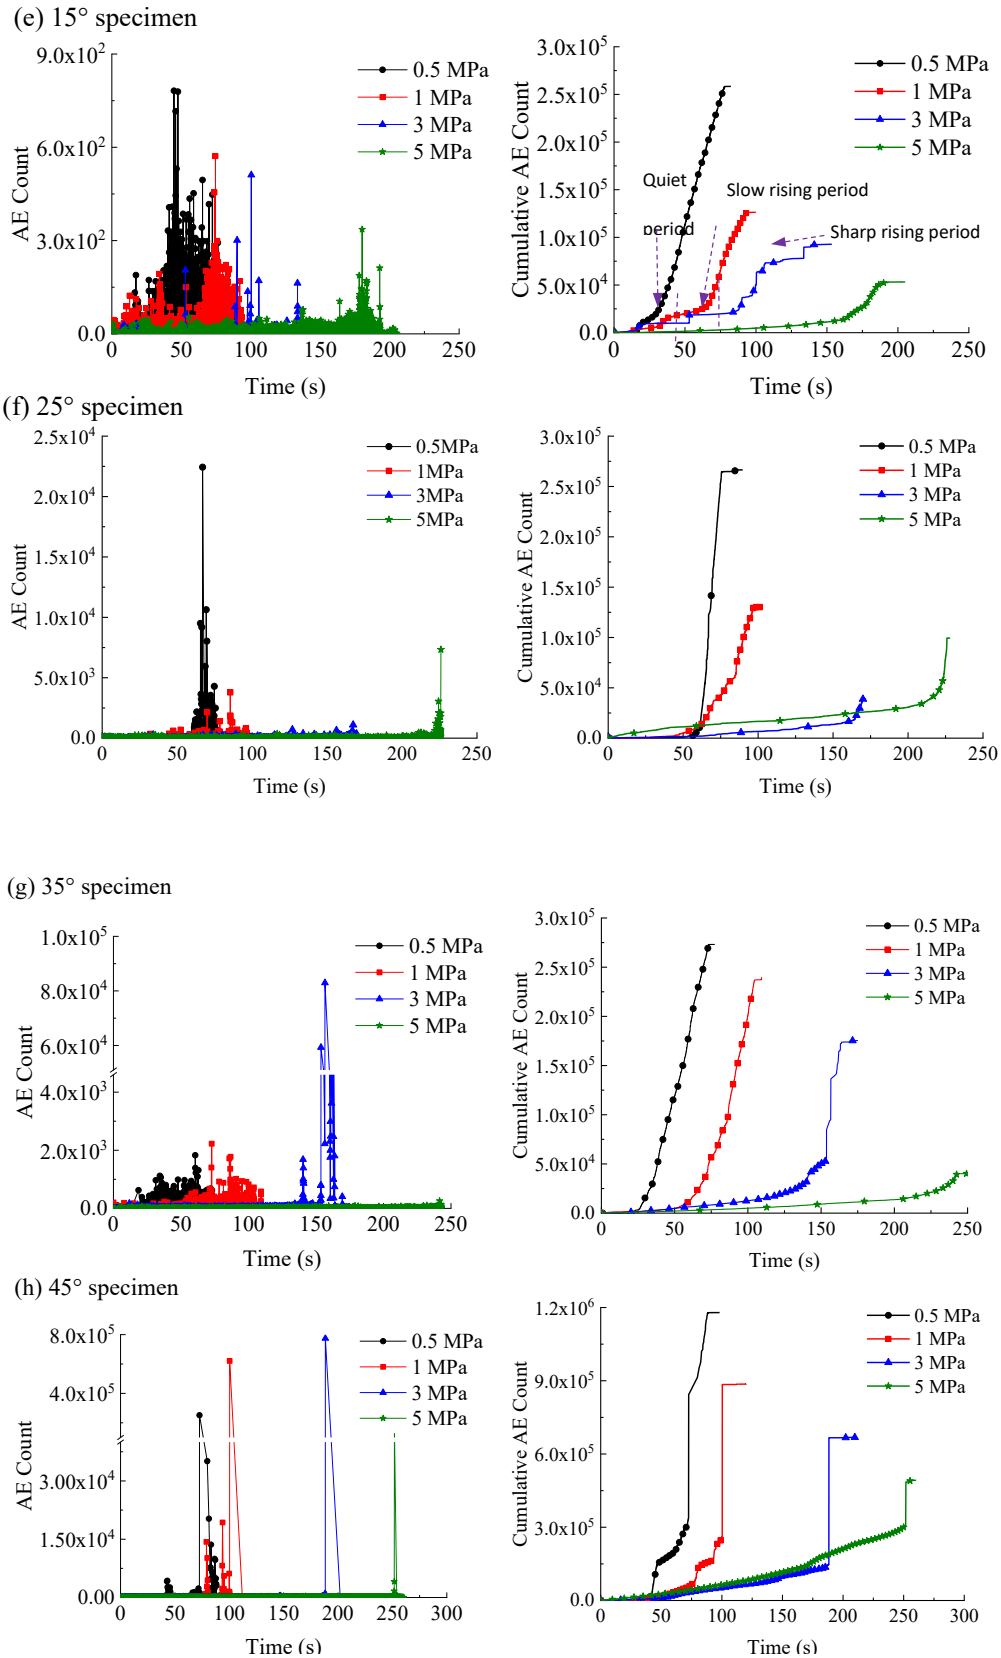 (e) 15° specimen
9.0x10²
6.0x10²
3.0x10²
0.0
AE Count
0.5 MPa
1 MPa
3 MPa
5 MPa
0 50 100 150 200 250
Time (s)
3.0x10⁵
2.5x10⁵
2.0x10⁵
1.5x10⁵
1.0x10⁵
5.0x10⁴
0.0
Cumulative AE Count
0.5 MPa
1 MPa
3 MPa
5 MPa
Quiet
period
Slow rising period
Sharp rising period
0 50 100 150 200 250
Time (s)
(f) 25° specimen
2.5x10⁴
2.0x10⁴
1.5x10⁴
1.0x10⁴
5.0x10³
0.0
AE Count
0.5MPa
1MPa
3MPa
5MPa
0 50 100 150 200 250
Time (s)
3.0x10⁵
2.5x10⁵
2.0x10⁵
1.5x10⁵
1.0x10⁵
5.0x10⁴
0.0
Cumulative AE Count
0.5 MPa
1 MPa
3 MPa
5 MPa
0 50 100 150 200 250
Time (s)
(g) 35° specimen
1.0x10⁵
8.0x10⁴
6.0x10⁴
4.0x10³
2.0x10³
0.0
AE Count
0.5 MPa
1 MPa
3 MPa
5 MPa
0 50 100 150 200 250
Time (s)
3.0x10⁵
2.5x10⁵
2.0x10⁵
1.5x10⁵
1.0x10⁵
5.0x10⁴
0.0
Cumulative AE Count
0.5 MPa
1 MPa
3 MPa
5 MPa
0 50 100 150 200 250
Time (s)
(h) 45° specimen
8.0x10⁵
4.0x10⁵
3.00x10⁴
1.50x10⁴
0.00
AE Count
0.5 MPa
1 MPa
3 MPa
5 MPa
0 50 100 150 200 250 300
Time (s)
1.2x10⁶
9.0x10⁵
6.0x10⁵
3.0x10⁵
0.0
Cumulative AE Count
0.5 MPa
1 MPa
3 MPa
5 MPa
0 50 100 150 200 250 300
Time (s)